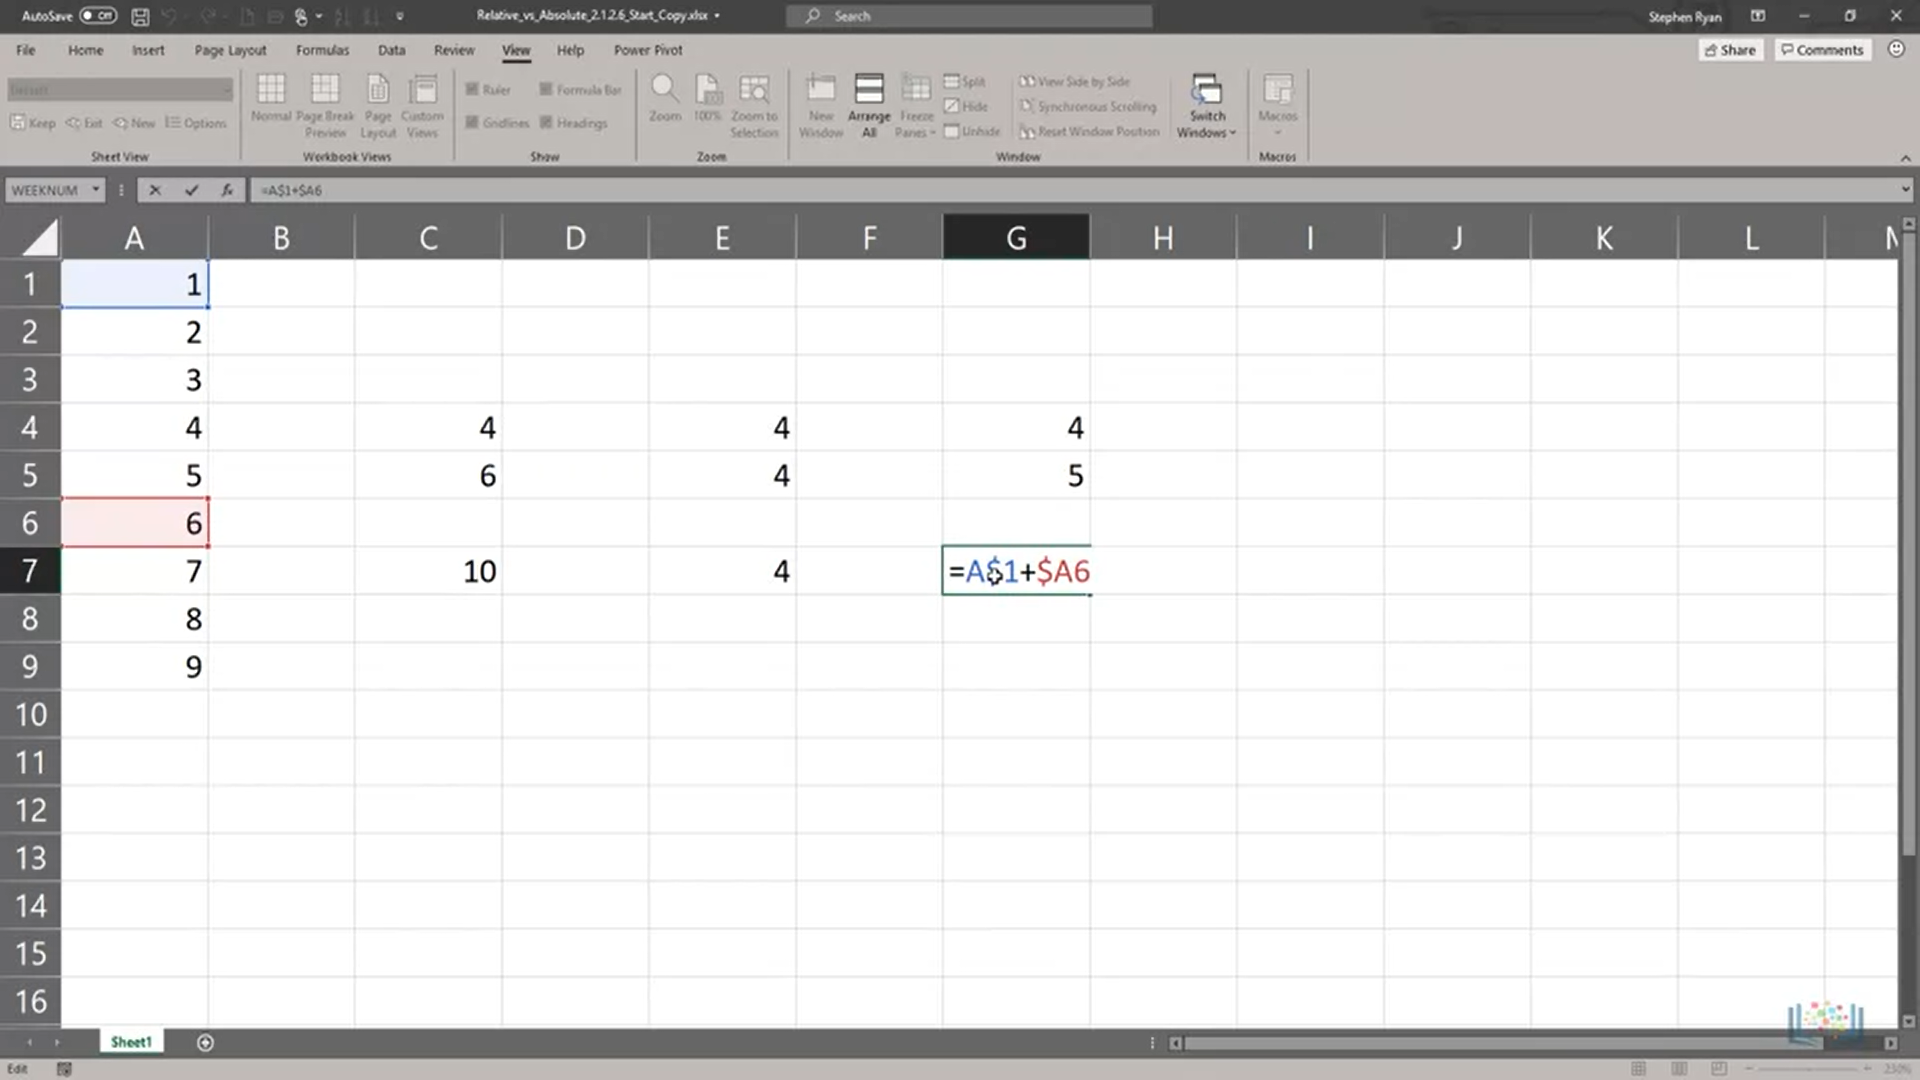 AutoSave Off Relative_vs_Absolute_2.1.2.6_Start_Copy.xlsx Search Stephen Ryan
File Home Insert Page Layout Formulas Data Review View Help Power Pivot Share Comments
Default
Keep Exit New Options
Sheet View
Normal
Page Break Preview
Page Layout
Custom Views
Workbook Views
Ruler
Formula Bar
Gridlines
Headings
Show
Zoom
100%
Zoom to Selection
Zoom
New Window
Arrange All
Freeze Panes
Split
Hide
Unhide
View Side by Side
Synchronous Scrolling
Reset Window Position
Window
Switch Windows
Macros
Macros
WEEKNUM fx =A$1+$A6
A B C D E F G H I J K L M
1 1
2 2
3 3
4 4 4 4 4
5 5 6 4 5
6 6
7 7 10 4 =A$1+$A6
8 8
9 9
10
11
12
13
14
15
16
Sheet1
Edit 230%